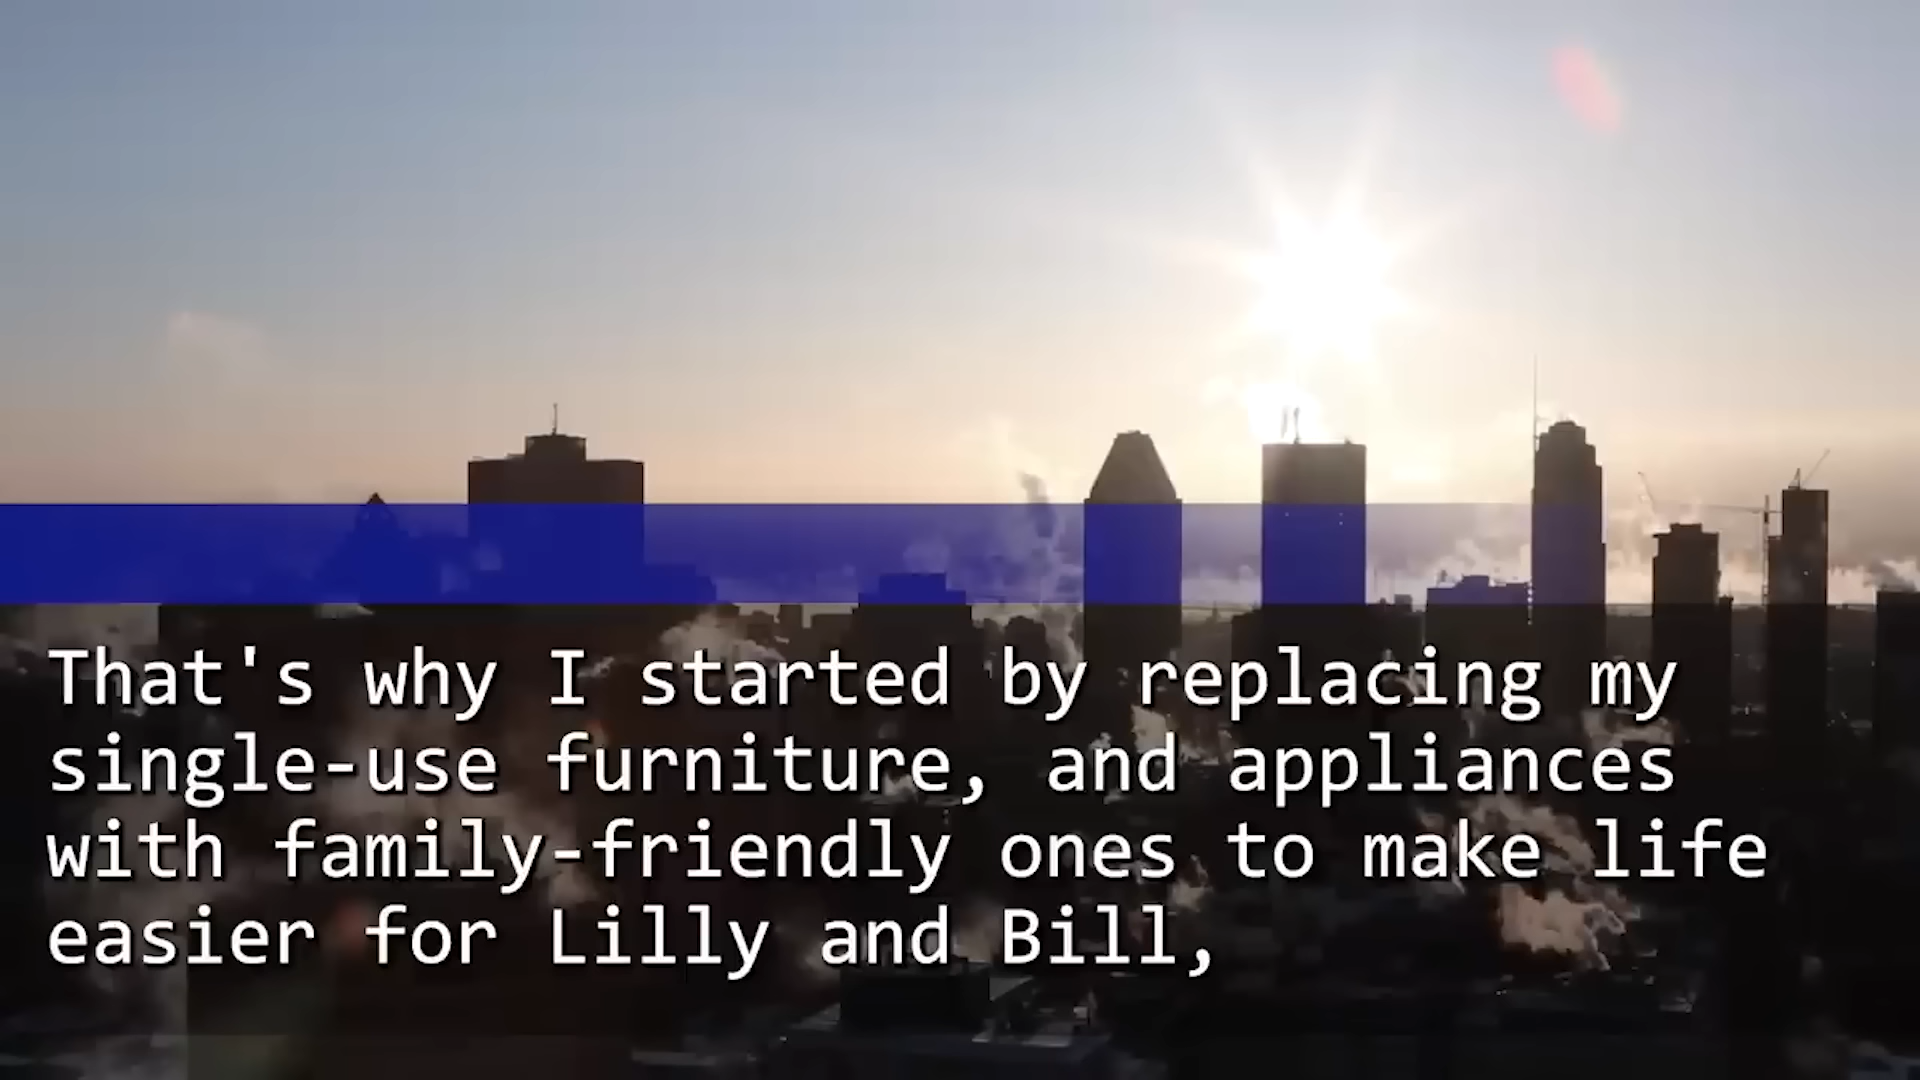 That's why I started by replacing my
single-use furniture, and appliances
with family-friendly ones to make life
easier for Lilly and Bill,